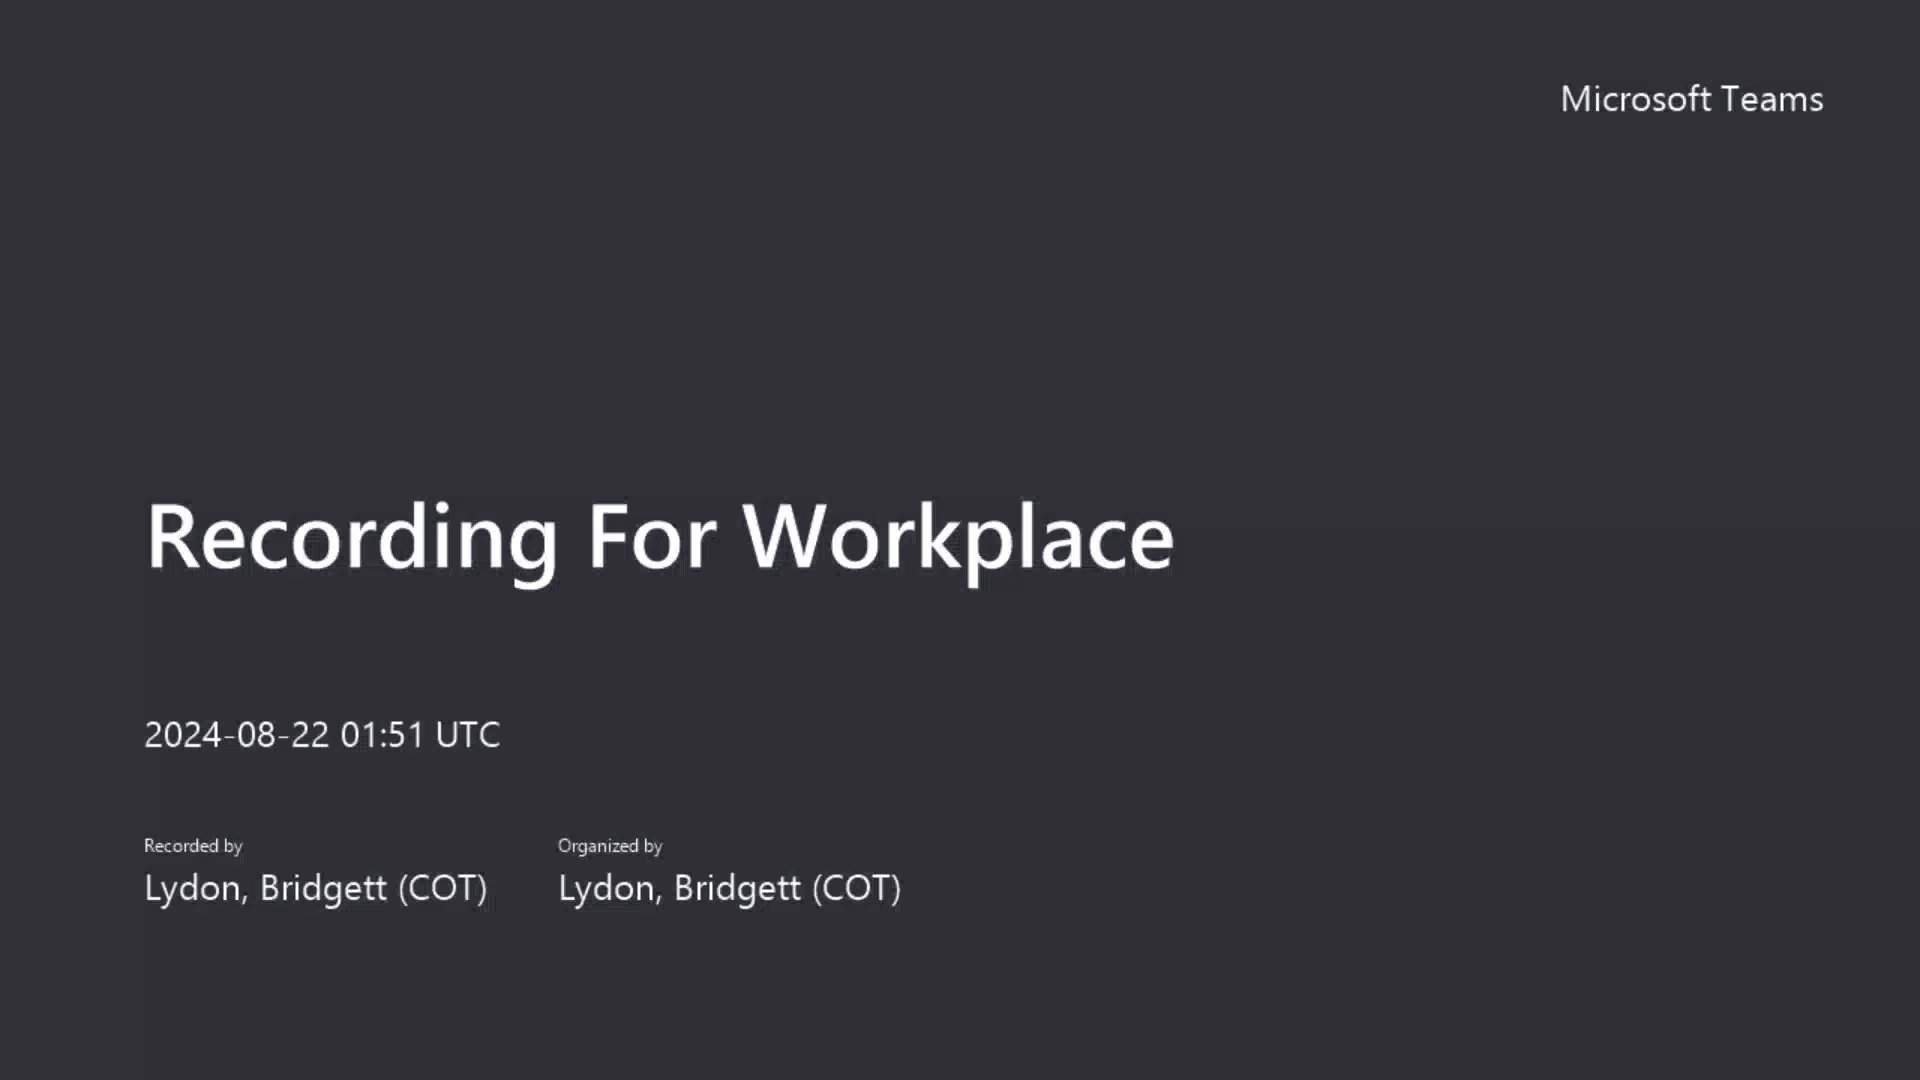 Microsoft Teams
Recording For Workplace
2024-08-22 01:51 UTC
Recorded by
Lydon, Bridgett (COT)
Organized by
Lydon, Bridgett (COT)